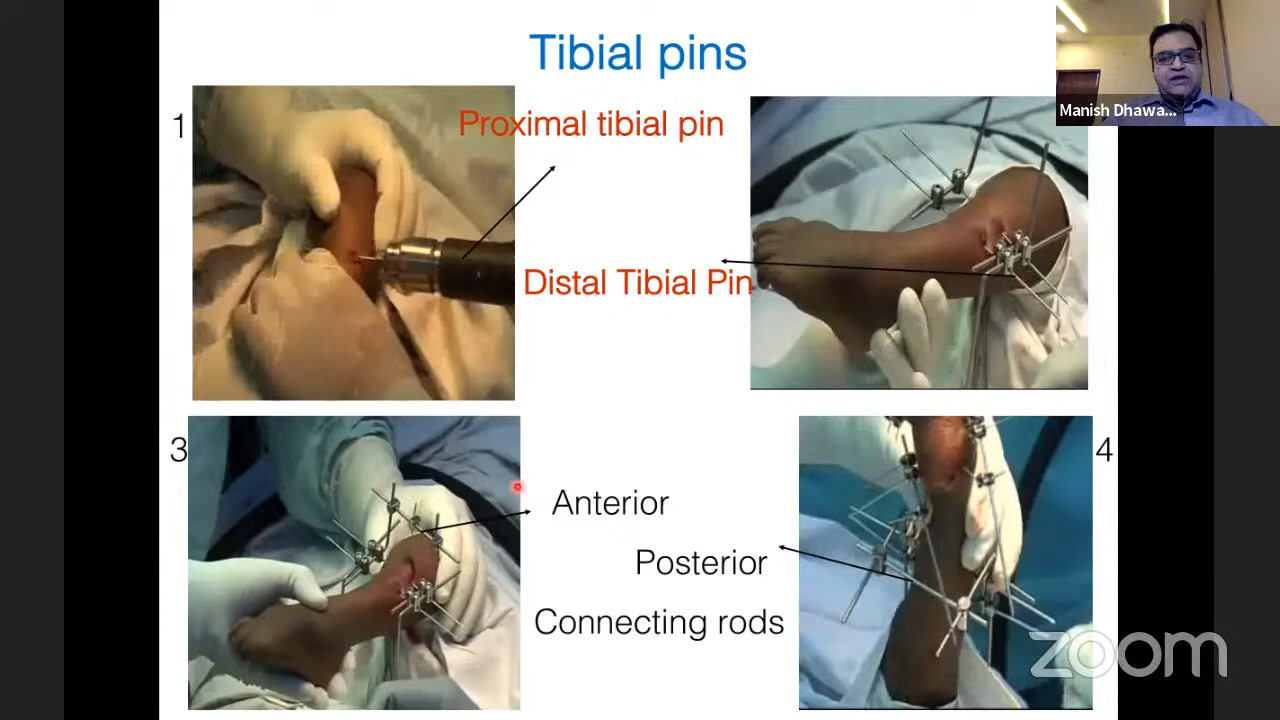 Tibial pins
Manish Dhawa...
1
Proximal tibial pin
Distal Tibial Pin
3
4
Anterior
Posterior
Connecting rods
zoom